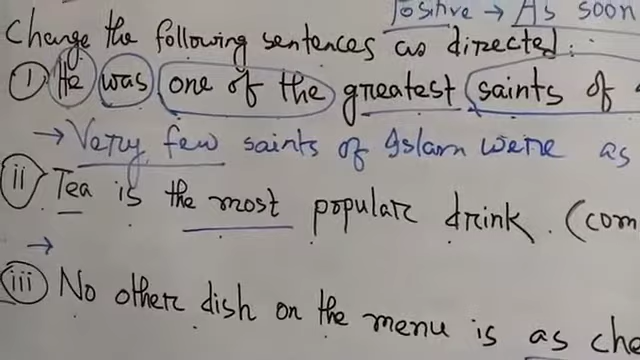 Positive → As soon
Change the following sentences as directed:
(i) He was one of the greatest saints of
→ Very few saints of Islam were as
(ii) Tea is the most popular drink. (com
→
(iii) No other dish on the menu is as che